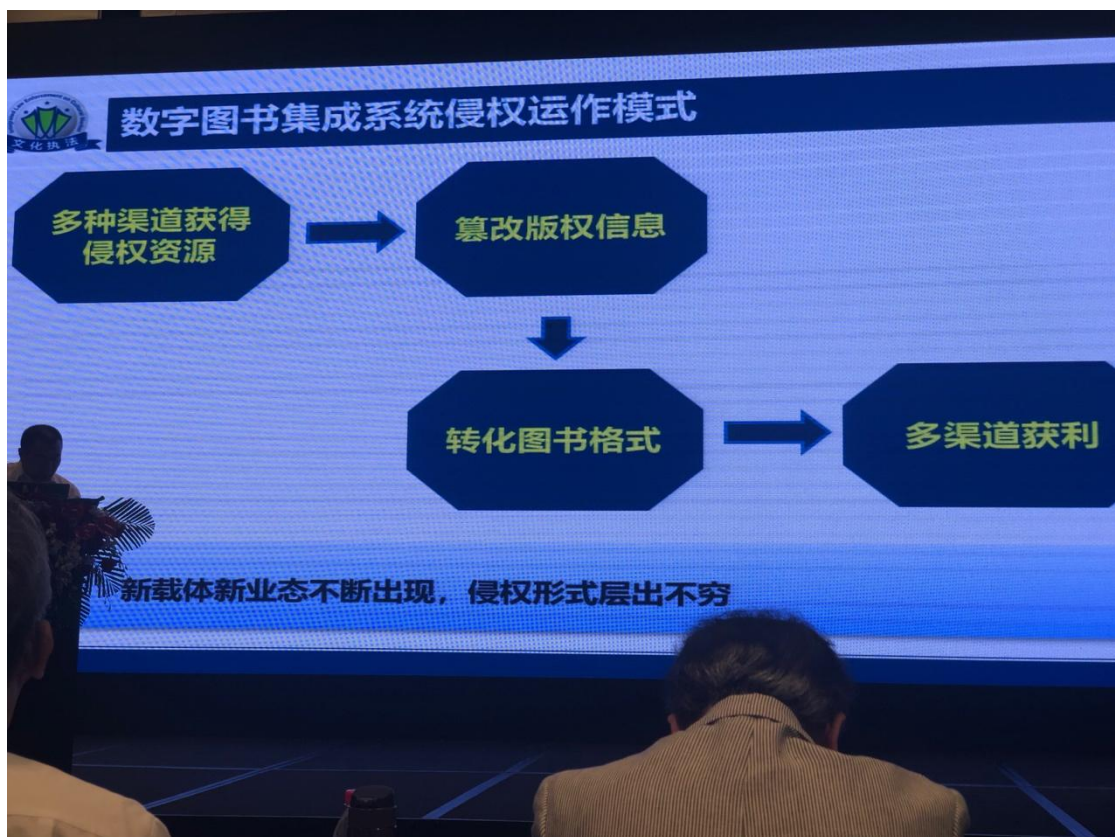 数字图书集成系统侵权运作模式
文化执法
多种渠道获得
侵权资源
篡改版权信息
转化图书格式
多渠道获利
新载体新业态不断出现，侵权形式层出不穷